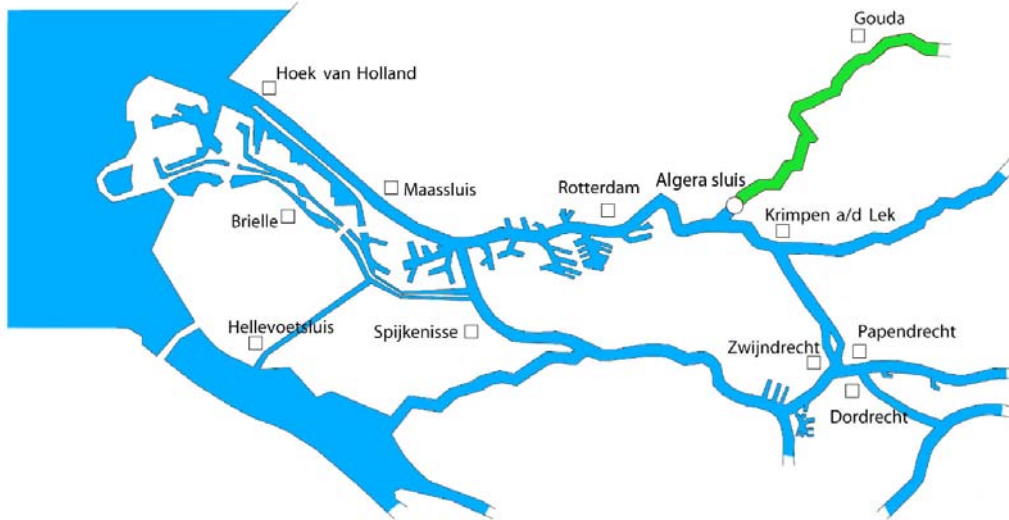 Gouda
Hoek van Holland
Maassluis
Rotterdam
Algera sluis
Brielle
Krimpen a/d Lek
Hellevoetsluis
Spijkenisse
Zwijndrecht
Papendrecht
Dordrecht